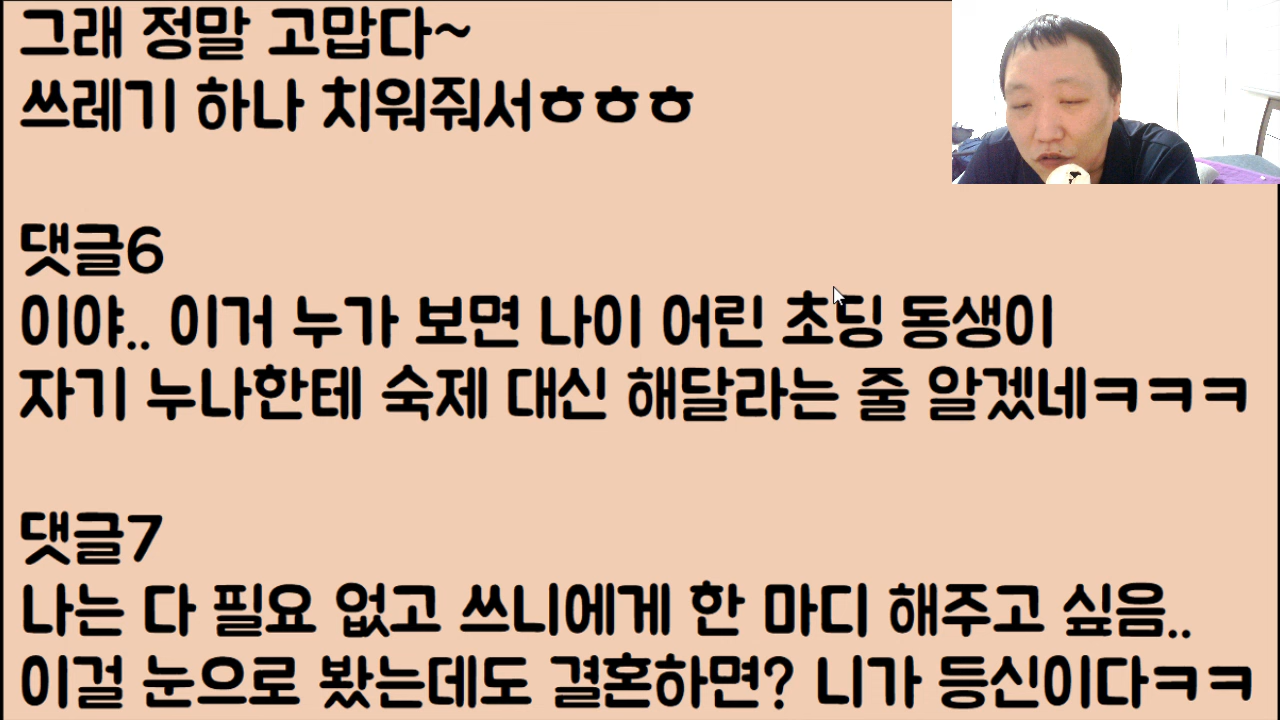 그래 정말 고맙다~
쓰레기 하나 치워줘서ㅎㅎㅎ
댓글6
이야.. 이거 누가 보면 나이 어린 초딩 동생이
자기 누나한테 숙제 대신 해달라는 줄 알겠네ㅋㅋㅋ
댓글7
나는 다 필요 없고 쓰니에게 한 마디 해주고 싶음..
이걸 눈으로 봤는데도 결혼하면? 니가 등신이다ㅋㅋ